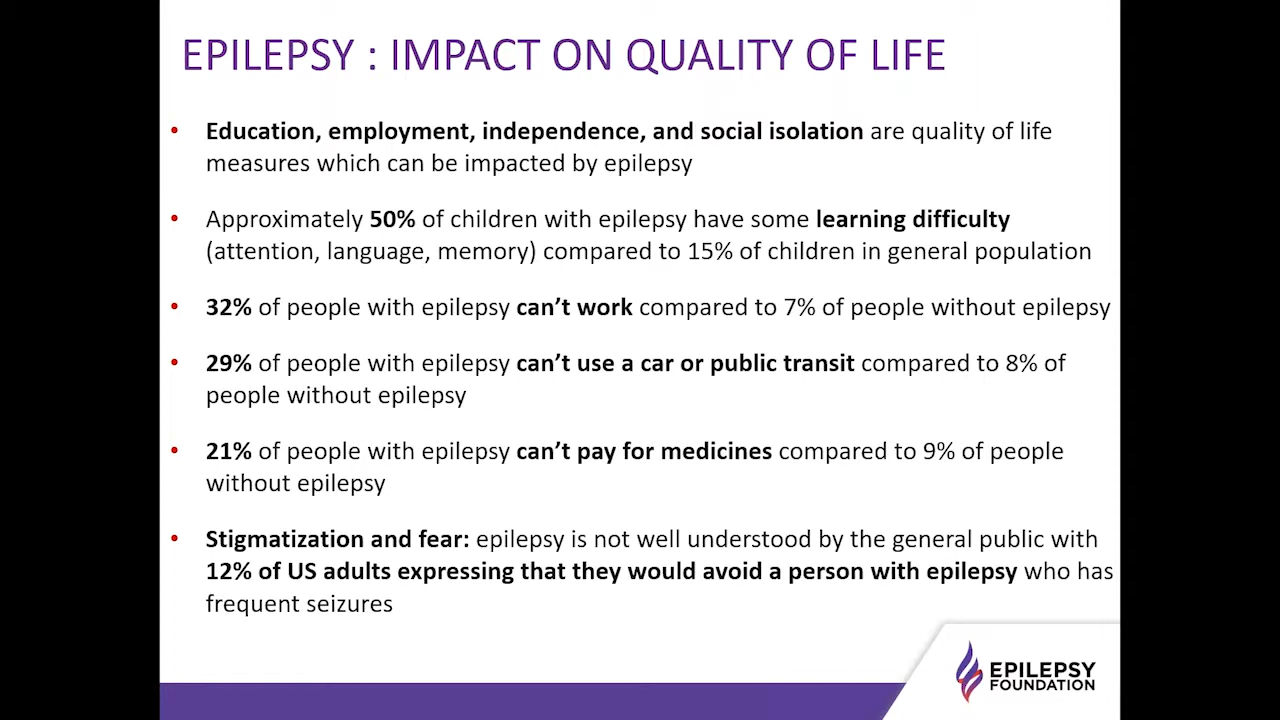 EPILEPSY : IMPACT ON QUALITY OF LIFE
• Education, employment, independence, and social isolation are quality of life
measures which can be impacted by epilepsy
• Approximately 50% of children with epilepsy have some learning difficulty
(attention, language, memory) compared to 15% of children in general population
• 32% of people with epilepsy can’t work compared to 7% of people without epilepsy
• 29% of people with epilepsy can’t use a car or public transit compared to 8% of
people without epilepsy
• 21% of people with epilepsy can’t pay for medicines compared to 9% of people
without epilepsy
• Stigmatization and fear: epilepsy is not well understood by the general public with
12% of US adults expressing that they would avoid a person with epilepsy who has
frequent seizures
EPILEPSY
FOUNDATION